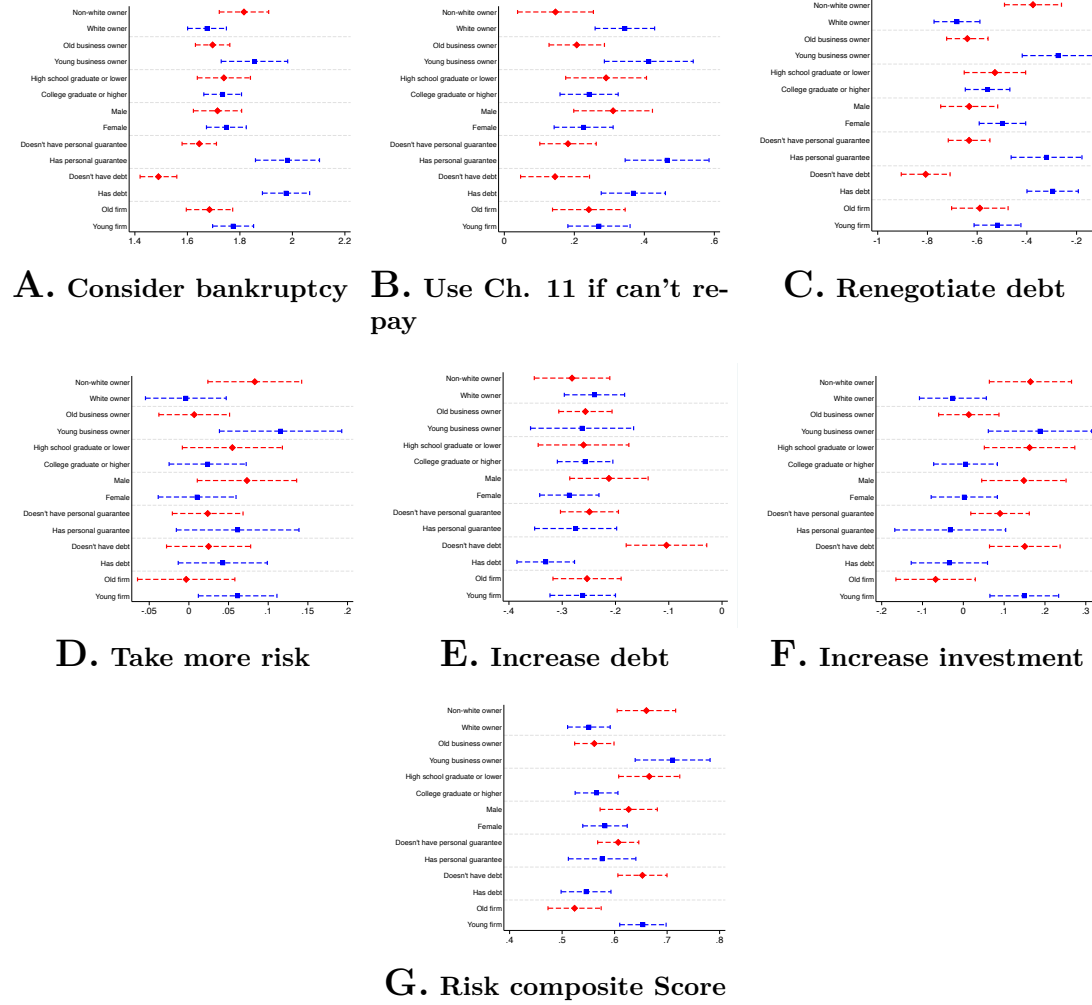 Non-white owner
White owner
Old business owner
Young business owner
High school graduate or lower
College graduate or higher
Male
Female
Doesn't have personal guarantee
Has personal guarantee
Doesn't have debt
Has debt
Old firm
Young firm
1.4 1.6 1.8 2 2.2
A. Consider bankruptcy
Non-white owner
White owner
Old business owner
Young business owner
High school graduate or lower
College graduate or higher
Male
Female
Doesn't have personal guarantee
Has personal guarantee
Doesn't have debt
Has debt
Old firm
Young firm
0 .2 .4 .6
B. Use Ch. 11 if can't re-
pay
Non-white owner
White owner
Old business owner
Young business owner
High school graduate or lower
College graduate or higher
Male
Female
Doesn't have personal guarantee
Has personal guarantee
Doesn't have debt
Has debt
Old firm
Young firm
-1 -.8 -.6 -.4 -.2
C. Renegotiate debt
Non-white owner
White owner
Old business owner
Young business owner
High school graduate or lower
College graduate or higher
Male
Female
Doesn't have personal guarantee
Has personal guarantee
Doesn't have debt
Has debt
Old firm
Young firm
-.05 0 .05 .1 .15 .2
D. Take more risk
Non-white owner
White owner
Old business owner
Young business owner
High school graduate or lower
College graduate or higher
Male
Female
Doesn't have personal guarantee
Has personal guarantee
Doesn't have debt
Has debt
Old firm
Young firm
-.4 -.3 -.2 -.1 0
E. Increase debt
Non-white owner
White owner
Old business owner
Young business owner
High school graduate or lower
College graduate or higher
Male
Female
Doesn't have personal guarantee
Has personal guarantee
Doesn't have debt
Has debt
Old firm
Young firm
-.2 -.1 0 .1 .2 .3
F. Increase investment
Non-white owner
White owner
Old business owner
Young business owner
High school graduate or lower
College graduate or higher
Male
Female
Doesn't have personal guarantee
Has personal guarantee
Doesn't have debt
Has debt
Old firm
Young firm
.4 .5 .6 .7 .8
G. Risk composite Score